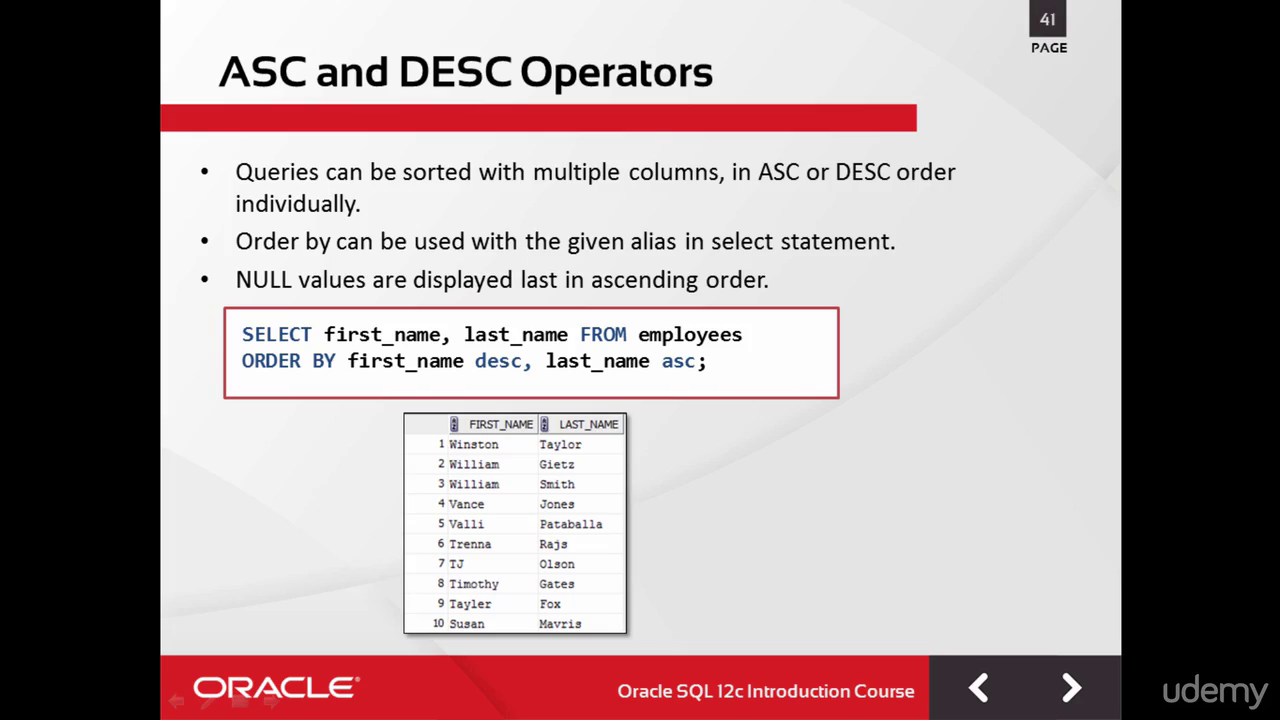 41
PAGE
ASC and DESC Operators
• Queries can be sorted with multiple columns, in ASC or DESC order
individually.
• Order by can be used with the given alias in select statement.
• NULL values are displayed last in ascending order.
SELECT first_name, last_name FROM employees
ORDER BY first_name desc, last_name asc;
FIRST_NAME LAST_NAME
1 Winston Taylor
2 William Gietz
3 William Smith
4 Vance Jones
5 Valli Pataballa
6 Trenna Rajs
7 TJ Olson
8 Timothy Gates
9 Tayler Fox
10 Susan Mavris
ORACLE®
Oracle SQL 12c Introduction Course
udemy